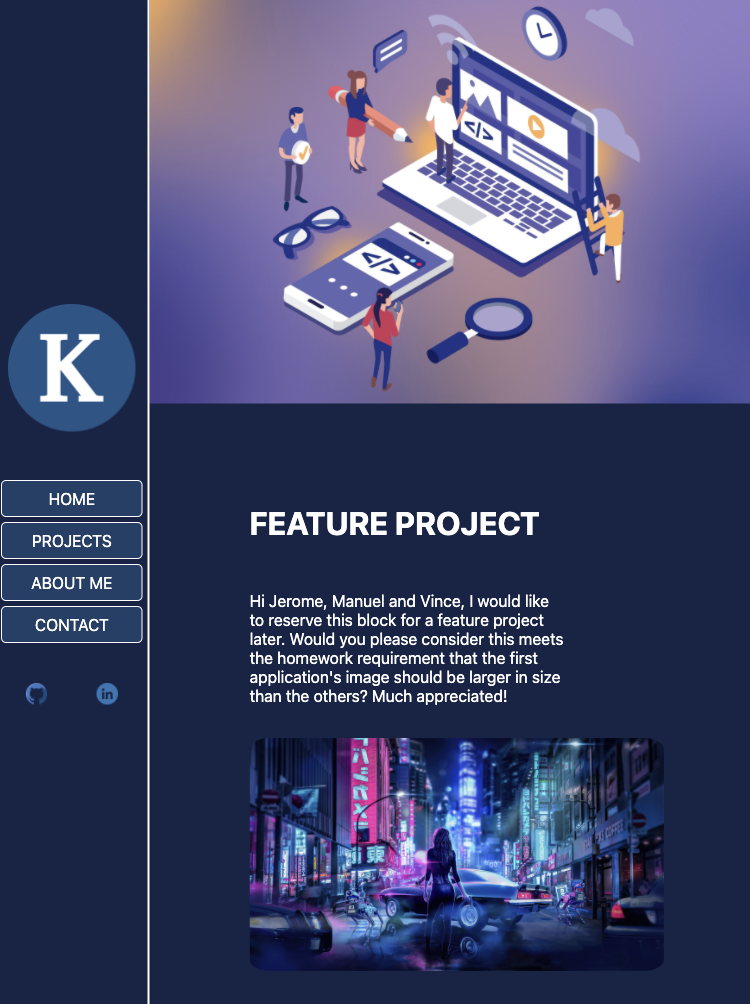 K
HOME
PROJECTS
ABOUT ME
CONTACT
in
</>
</>
FEATURE PROJECT
Hi Jerome, Manuel and Vince, I would like
to reserve this block for a feature project
later. Would you please consider this meets
the homework requirement that the first
application's image should be larger in size
than the others? Much appreciated!
東